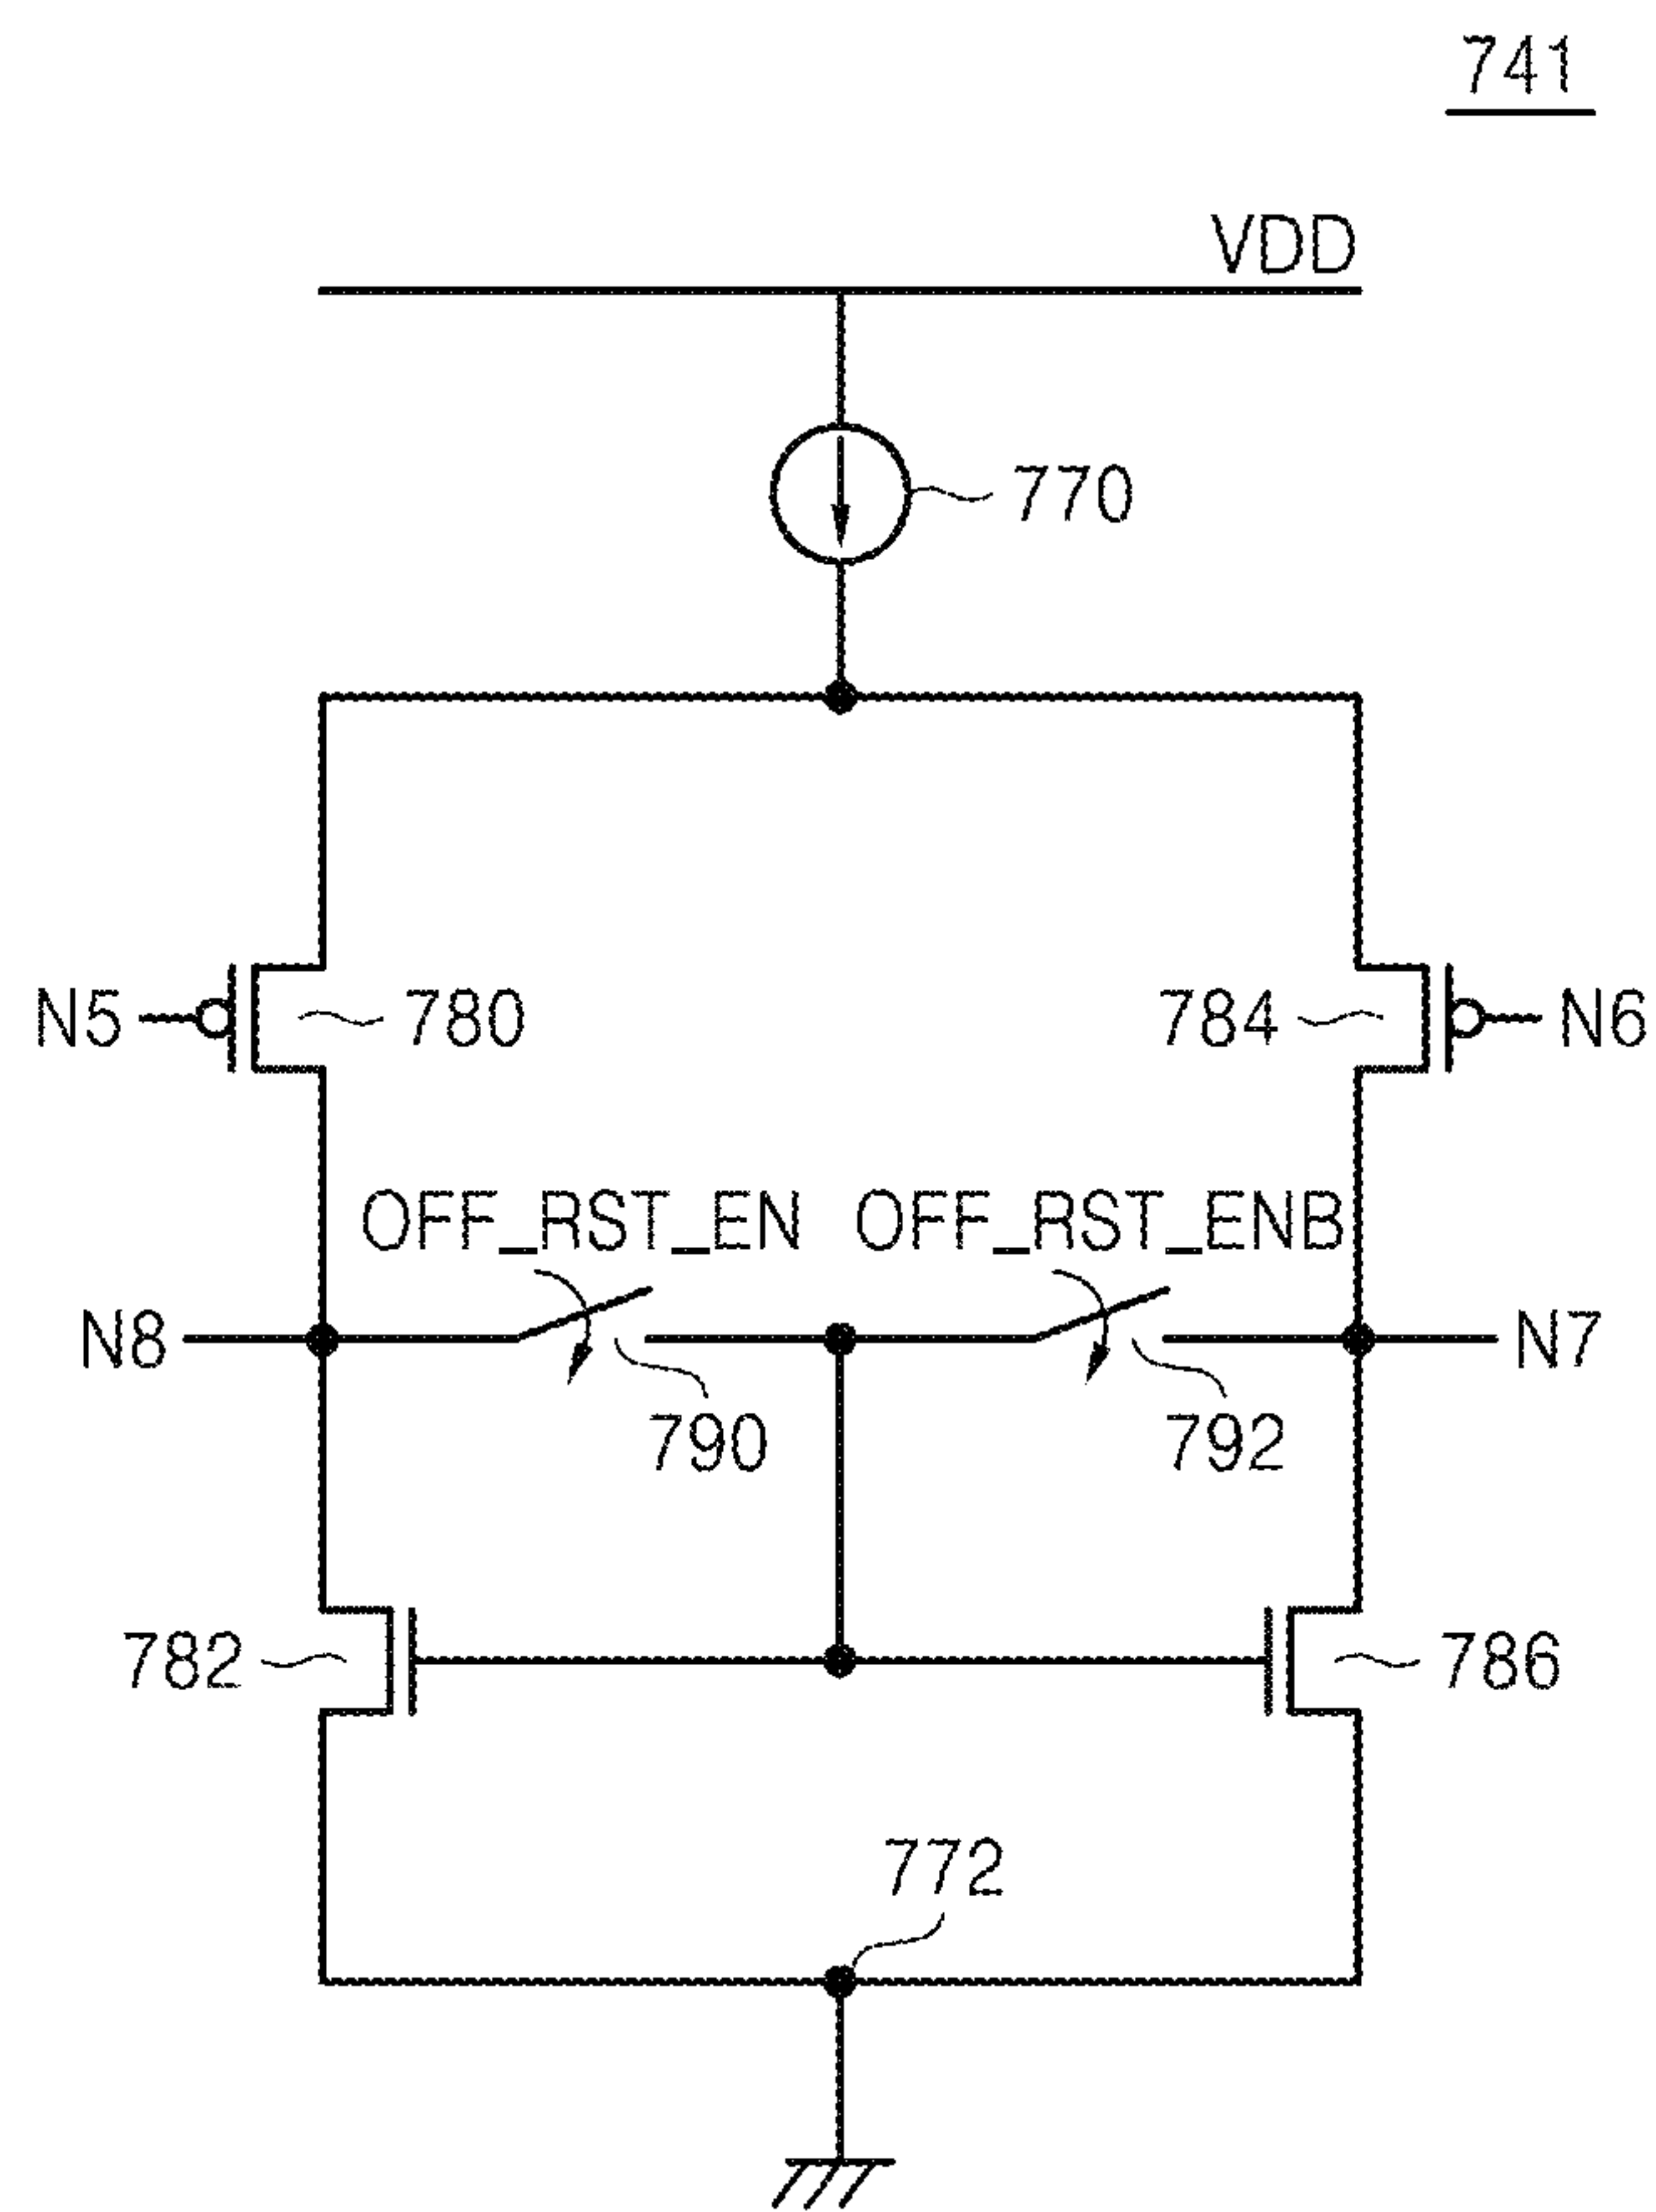 741
VDD
770
N5
780
784
N6
OFF_RST_EN
OFF_RST_ENB
N8
N7
790
792
782
786
772